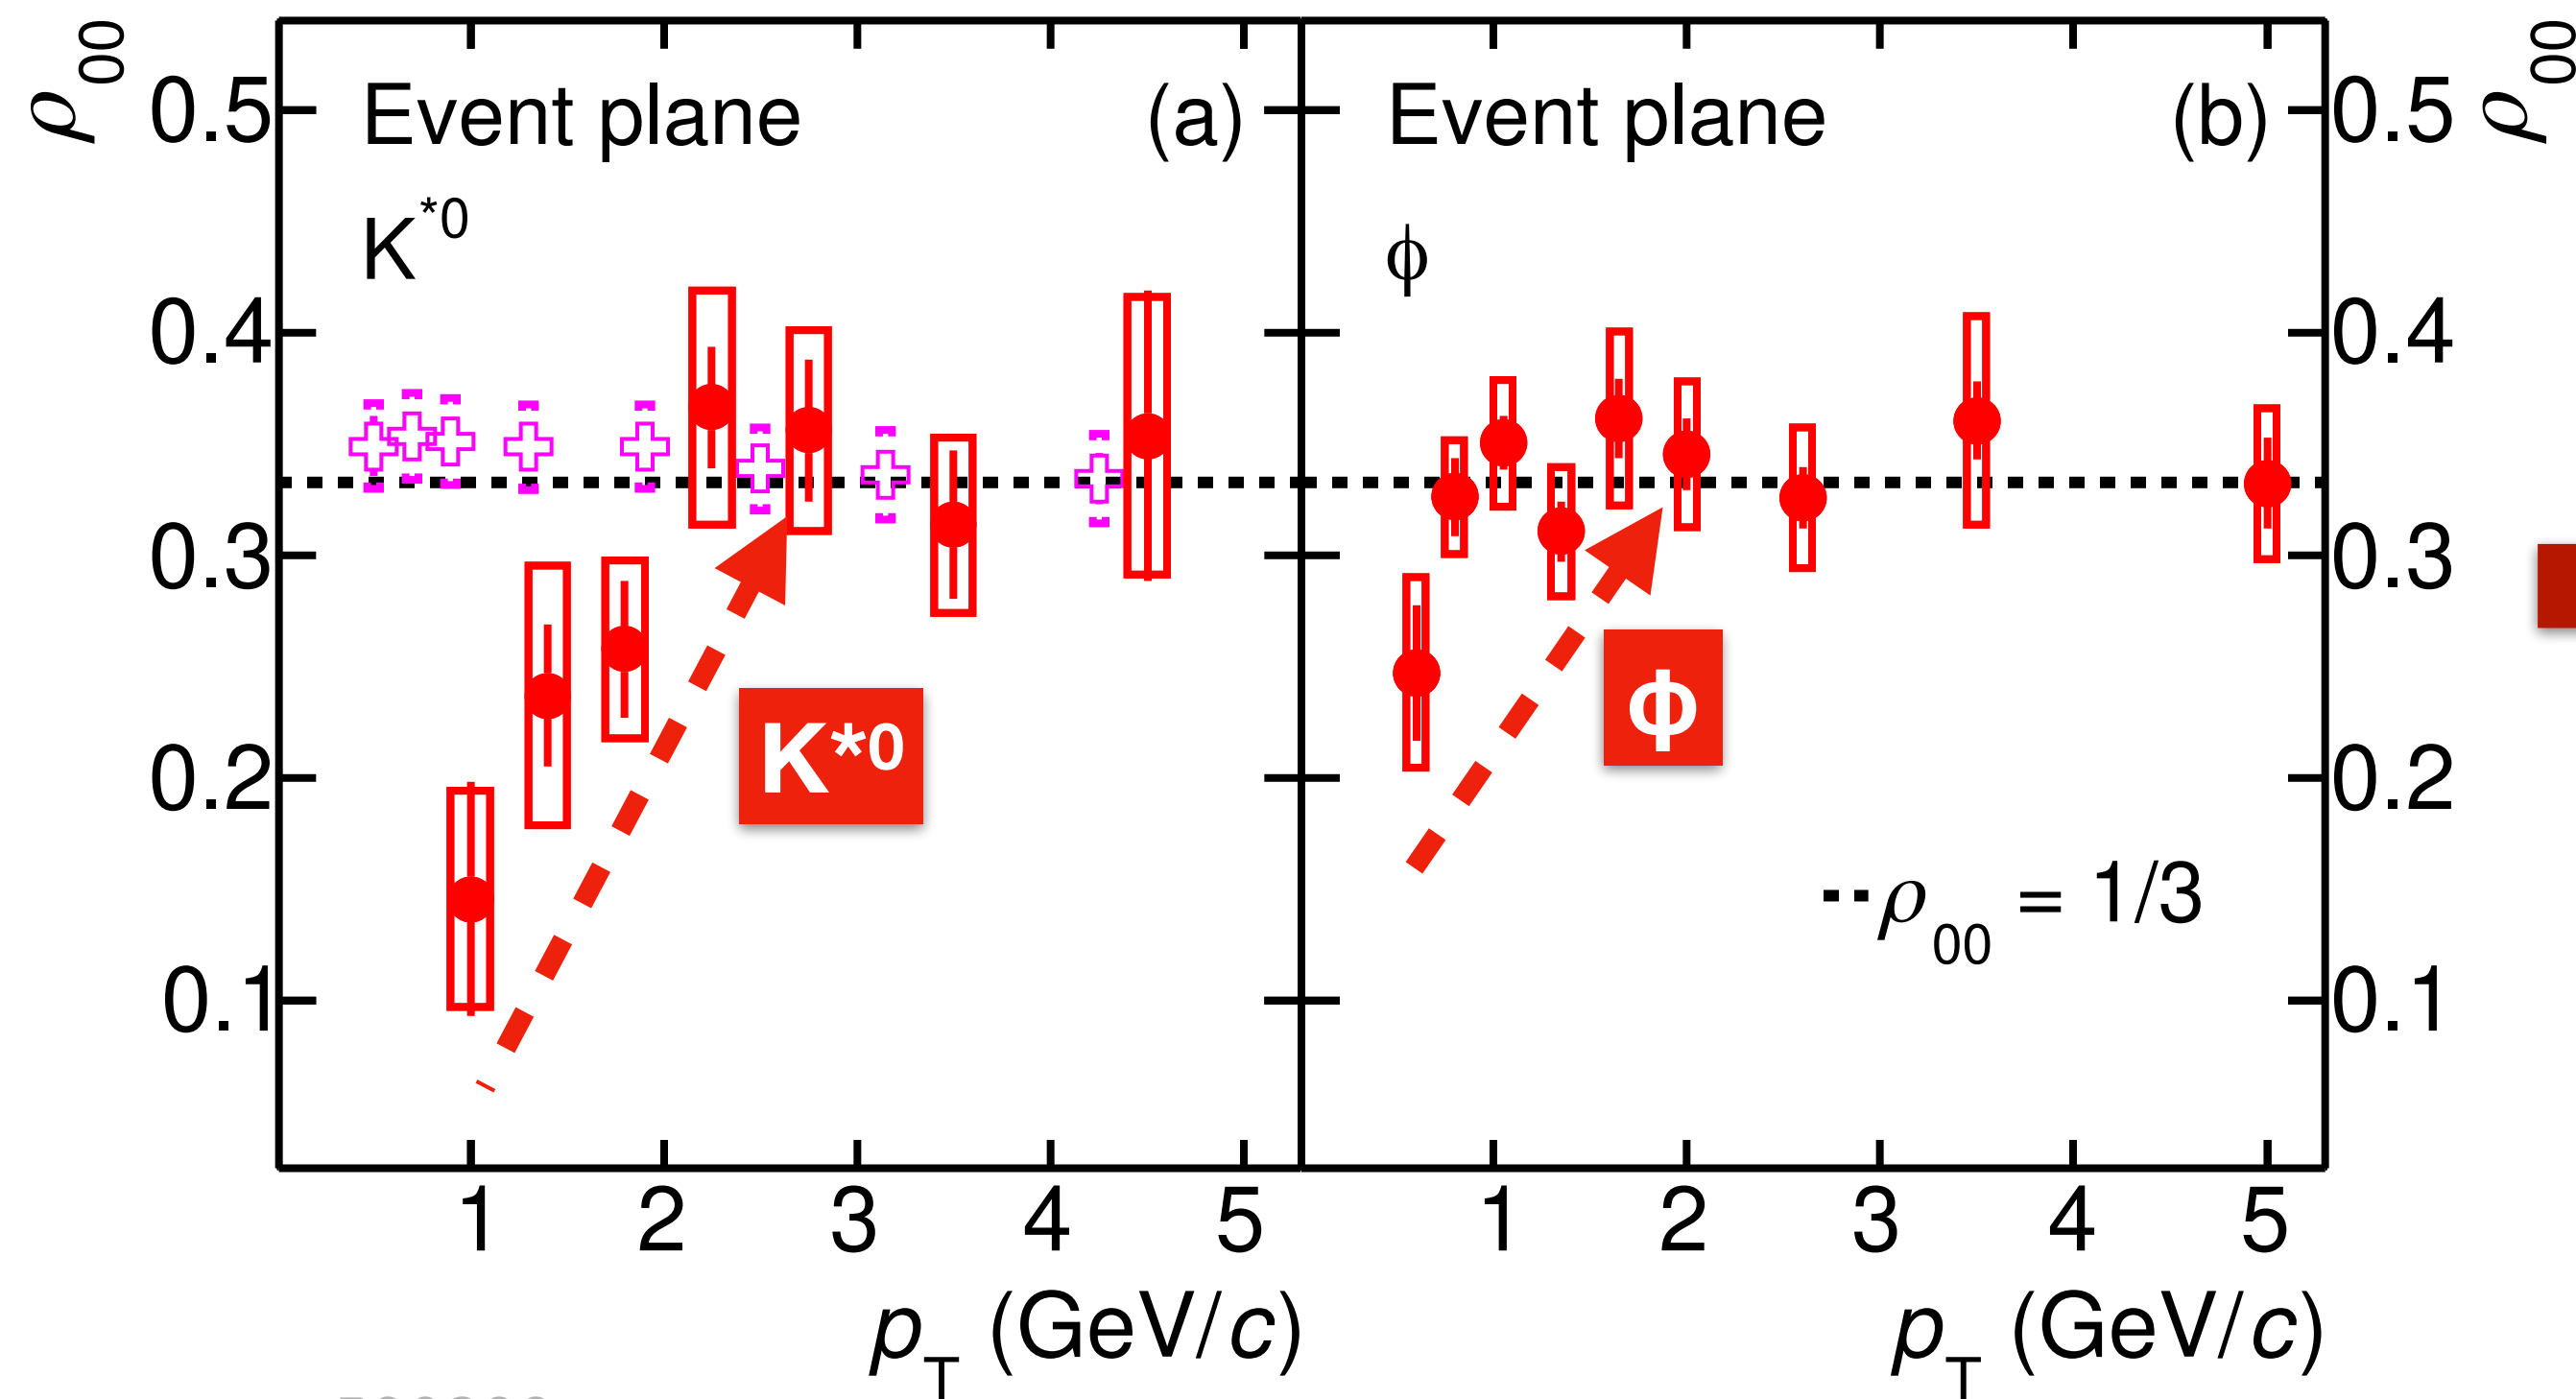 ρ00
0.5
0.4
0.3
0.2
0.1
Event plane (a)
K*0
K*0
1 2 3 4 5
pT (GeV/c)
Event plane (b)
ϕ
ϕ
ρ00 = 1/3
1 2 3 4 5
pT (GeV/c)
0.5
0.4
0.3
0.2
0.1
ρ00